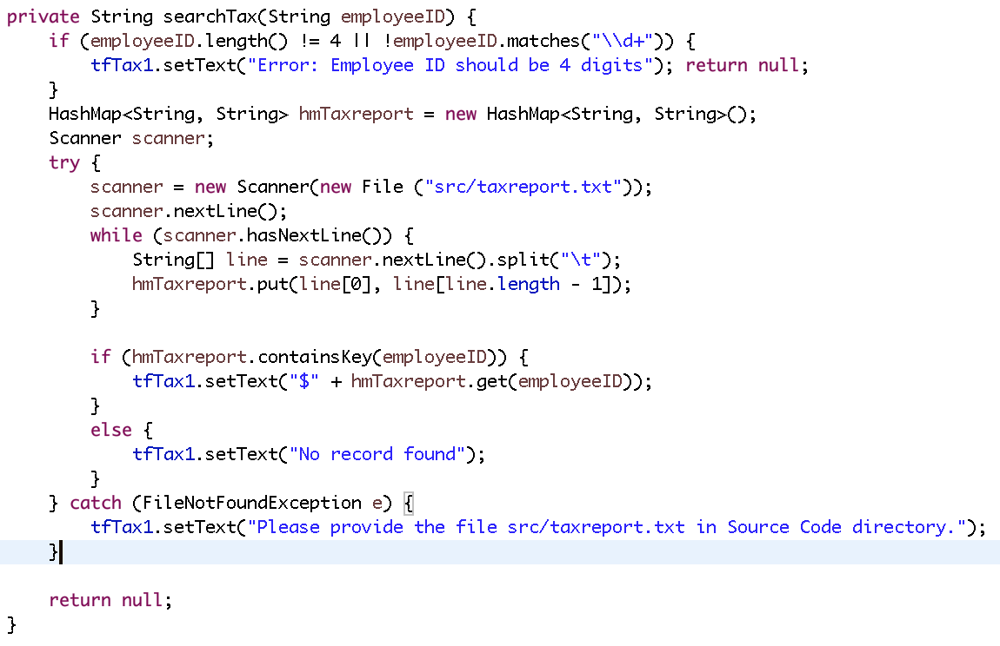 private String searchTax(String employeeID) {
    if (employeeID.length() != 4 || !employeeID.matches("\\d+")) {
        tfTax1.setText("Error: Employee ID should be 4 digits"); return null;
    }
    HashMap<String, String> hmTaxreport = new HashMap<String, String>();
    Scanner scanner;
    try {
        scanner = new Scanner(new File ("src/taxreport.txt"));
        scanner.nextLine();
        while (scanner.hasNextLine()) {
            String[] line = scanner.nextLine().split("\t");
            hmTaxreport.put(line[0], line[line.length - 1]);
        }

        if (hmTaxreport.containsKey(employeeID)) {
            tfTax1.setText("$" + hmTaxreport.get(employeeID));
        }
        else {
            tfTax1.setText("No record found");
        }
    } catch (FileNotFoundException e) {
        tfTax1.setText("Please provide the file src/taxreport.txt in Source Code directory.");
    }

    return null;
}